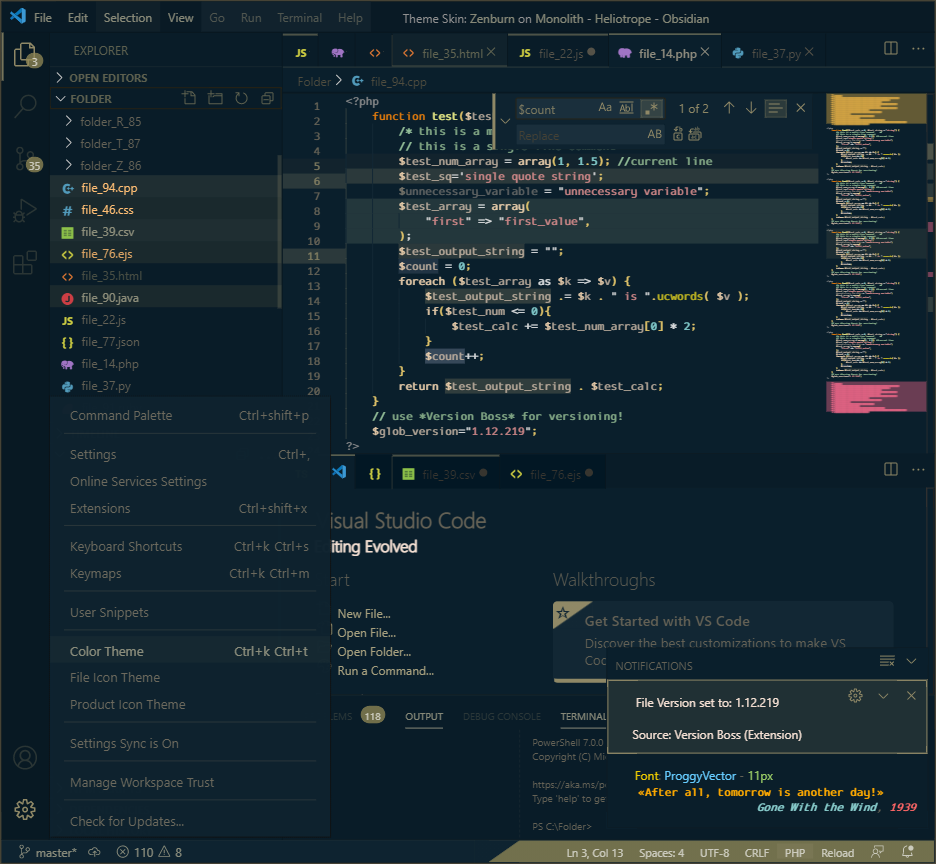 File Edit Selection View Go Run Terminal Help Theme Skin: Zenburn on Monolith - Heliotrope - Obsidian
3
35
EXPLORER
OPEN EDITORS
FOLDER
folder_R_85
folder_T_87
folder_Z_86
file_94.cpp
file_46.css
file_39.csv
file_76.ejs
file_35.html
file_90.java
file_22.js
file_77.json
file_14.php
file_37.py
JS file_35.html JS file_22.js file_14.php file_37.py
Folder > file_94.cpp
$count Aa Abl .* 1 of 2
Replace AB
1 <?php
2 function test($tes
3 /* this is a m
4 // this is a
5 $test_num_array = array(1, 1.5); //current line
6 $test_sq='single quote string';
7 $unnecessary_variable = "unnecessary variable";
8 $test_array = array(
9 "first" => "first_value",
10 );
11 $test_output_string = "";
12 $count = 0;
13 foreach ($test_array as $k => $v) {
14 $test_output_string .= $k . " is ".ucwords( $v );
15 if($test_num <= 0){
16 $test_calc += $test_num_array[0] * 2;
17 }
18 $count++;
19 }
20 return $test_output_string . $test_calc;
}
// use *Version Boss* for versioning!
$glob_version="1.12.219";
?>
Command Palette Ctrl+shift+p
Settings Ctrl+,
Online Services Settings
Extensions Ctrl+shift+x
Keyboard Shortcuts Ctrl+k Ctrl+s
Keymaps Ctrl+k Ctrl+m
User Snippets
Color Theme Ctrl+k Ctrl+t
File Icon Theme
Product Icon Theme
Settings Sync is On
Manage Workspace Trust
Check for Updates...
{} file_39.csv <> file_76.ejs
isual Studio Code
iting Evolved
art
New File...
Open File...
Open Folder...
Run a Command...
Walkthroughs
Get Started with VS Code
Discover the best customizations to make VS
Coc
LEMS 118 OUTPUT DEBUG CONSOLE TERMINAL
PowerShell 7.0.0
Copyright (C) Mi
https://aka.ms/p
Type 'help' to ge
PS C:\Folder>
NOTIFICATIONS
File Version set to: 1.12.219
Source: Version Boss (Extension)
Font: ProggyVector - 11px
«After all, tomorrow is another day!»
Gone With the Wind, 1939
master* 110 8 Ln 3, Col 13 Spaces: 4 UTF-8 CRLF PHP Reload